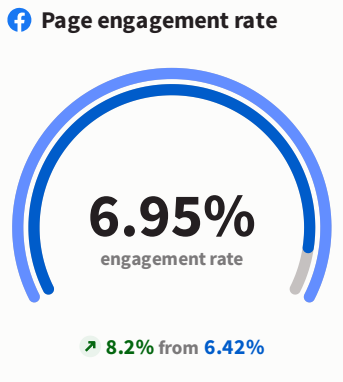 Page engagement rate
6.95%
engagement rate
8.2% from 6.42%